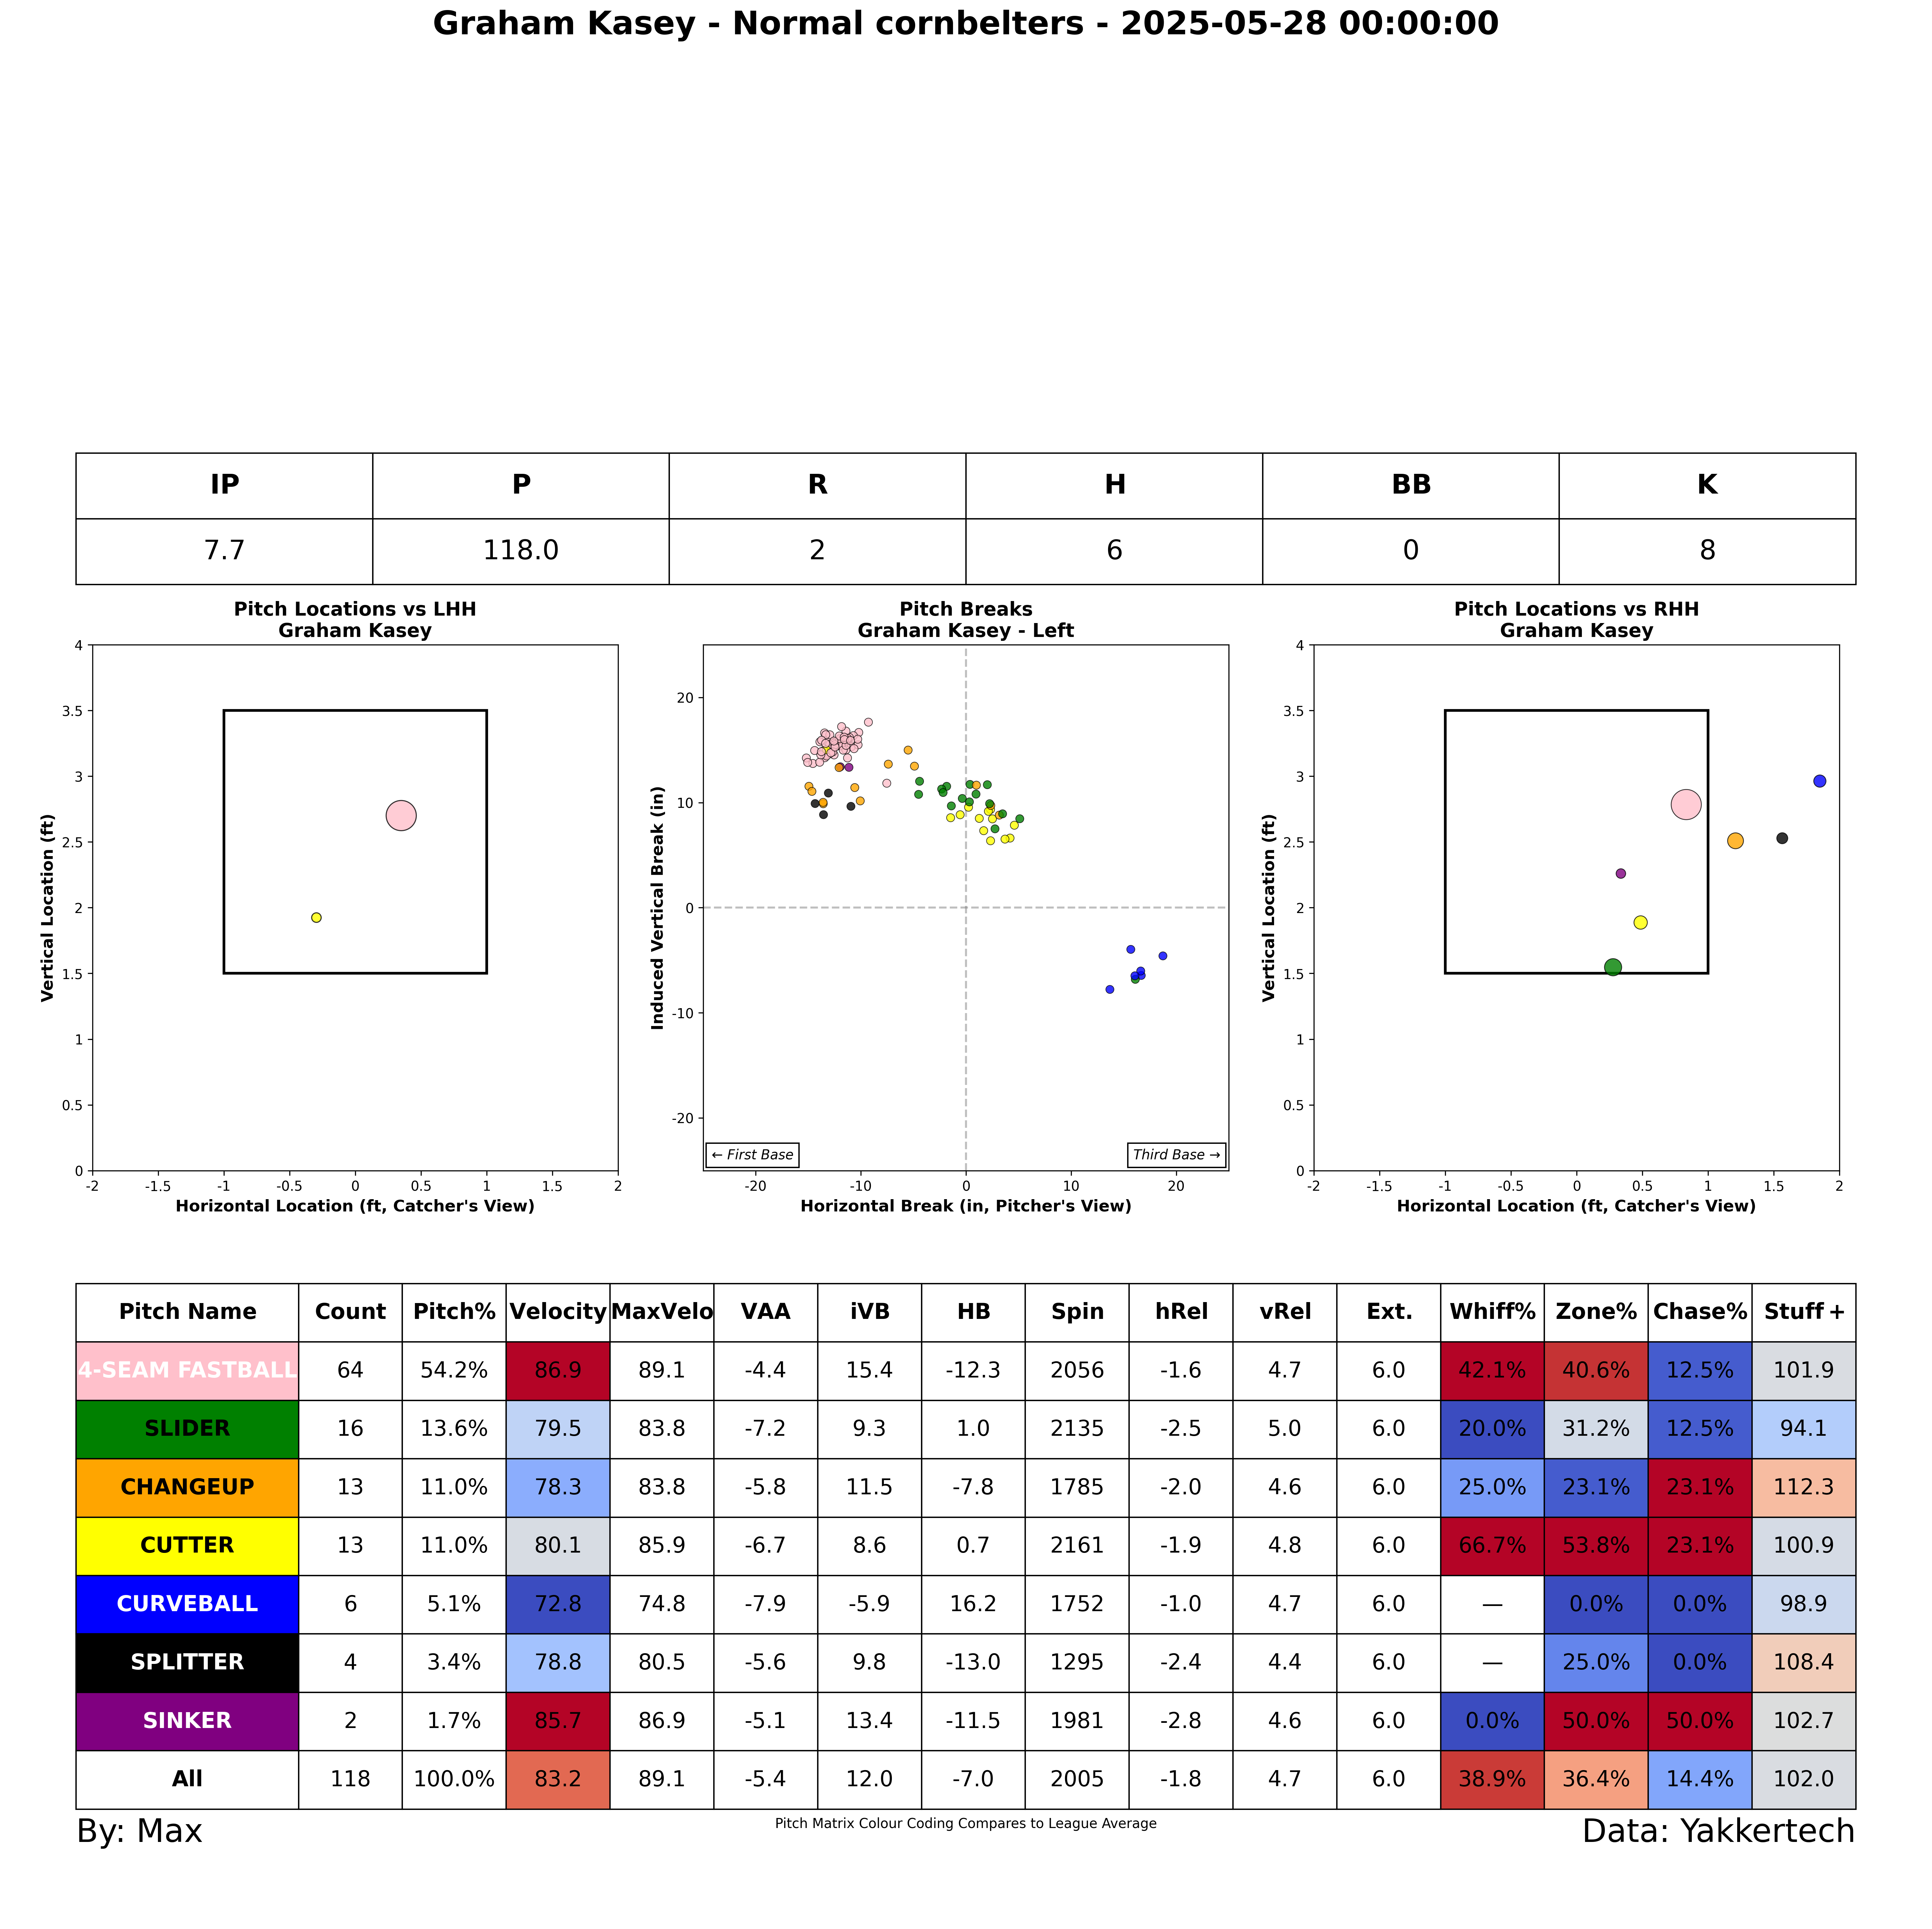 Graham Kasey - Normal cornbelters - 2025-05-28 00:00:00
IP P R H BB K
7.7 118.0 2 6 0 8
Pitch Locations vs LHH
Graham Kasey
4
3.5
3
2.5
2
1.5
1
0.5
0
Vertical Location (ft)
-2 -1.5 -1 -0.5 0 0.5 1 1.5 2
Horizontal Location (ft, Catcher's View)
Pitch Breaks
Graham Kasey - Left
20
10
0
-10
-20
Induced Vertical Break (in)
← First Base
Third Base →
-20 -10 0 10 20
Horizontal Break (in, Pitcher's View)
Pitch Locations vs RHH
Graham Kasey
4
3.5
3
2.5
2
1.5
1
0.5
0
Vertical Location (ft)
-2 -1.5 -1 -0.5 0 0.5 1 1.5 2
Horizontal Location (ft, Catcher's View)
Pitch Name Count Pitch% Velocity MaxVelo VAA iVB HB Spin hRel vRel Ext. Whiff% Zone% Chase% Stuff+
4-SEAM FASTBALL 64 54.2% 86.9 89.1 -4.4 15.4 -12.3 2056 -1.6 4.7 6.0 42.1% 40.6% 12.5% 101.9
SLIDER 16 13.6% 79.5 83.8 -7.2 9.3 1.0 2135 -2.5 5.0 6.0 20.0% 31.2% 12.5% 94.1
CHANGEUP 13 11.0% 78.3 83.8 -5.8 11.5 -7.8 1785 -2.0 4.6 6.0 25.0% 23.1% 23.1% 112.3
CUTTER 13 11.0% 80.1 85.9 -6.7 8.6 0.7 2161 -1.9 4.8 6.0 66.7% 53.8% 23.1% 100.9
CURVEBALL 6 5.1% 72.8 74.8 -7.9 -5.9 16.2 1752 -1.0 4.7 6.0 — 0.0% 0.0% 98.9
SPLITTER 4 3.4% 78.8 80.5 -5.6 9.8 -13.0 1295 -2.4 4.4 6.0 — 25.0% 0.0% 108.4
SINKER 2 1.7% 85.7 86.9 -5.1 13.4 -11.5 1981 -2.8 4.6 6.0 0.0% 50.0% 50.0% 102.7
All 118 100.0% 83.2 89.1 -5.4 12.0 -7.0 2005 -1.8 4.7 6.0 38.9% 36.4% 14.4% 102.0
By: Max
Pitch Matrix Colour Coding Compares to League Average
Data: Yakkertech